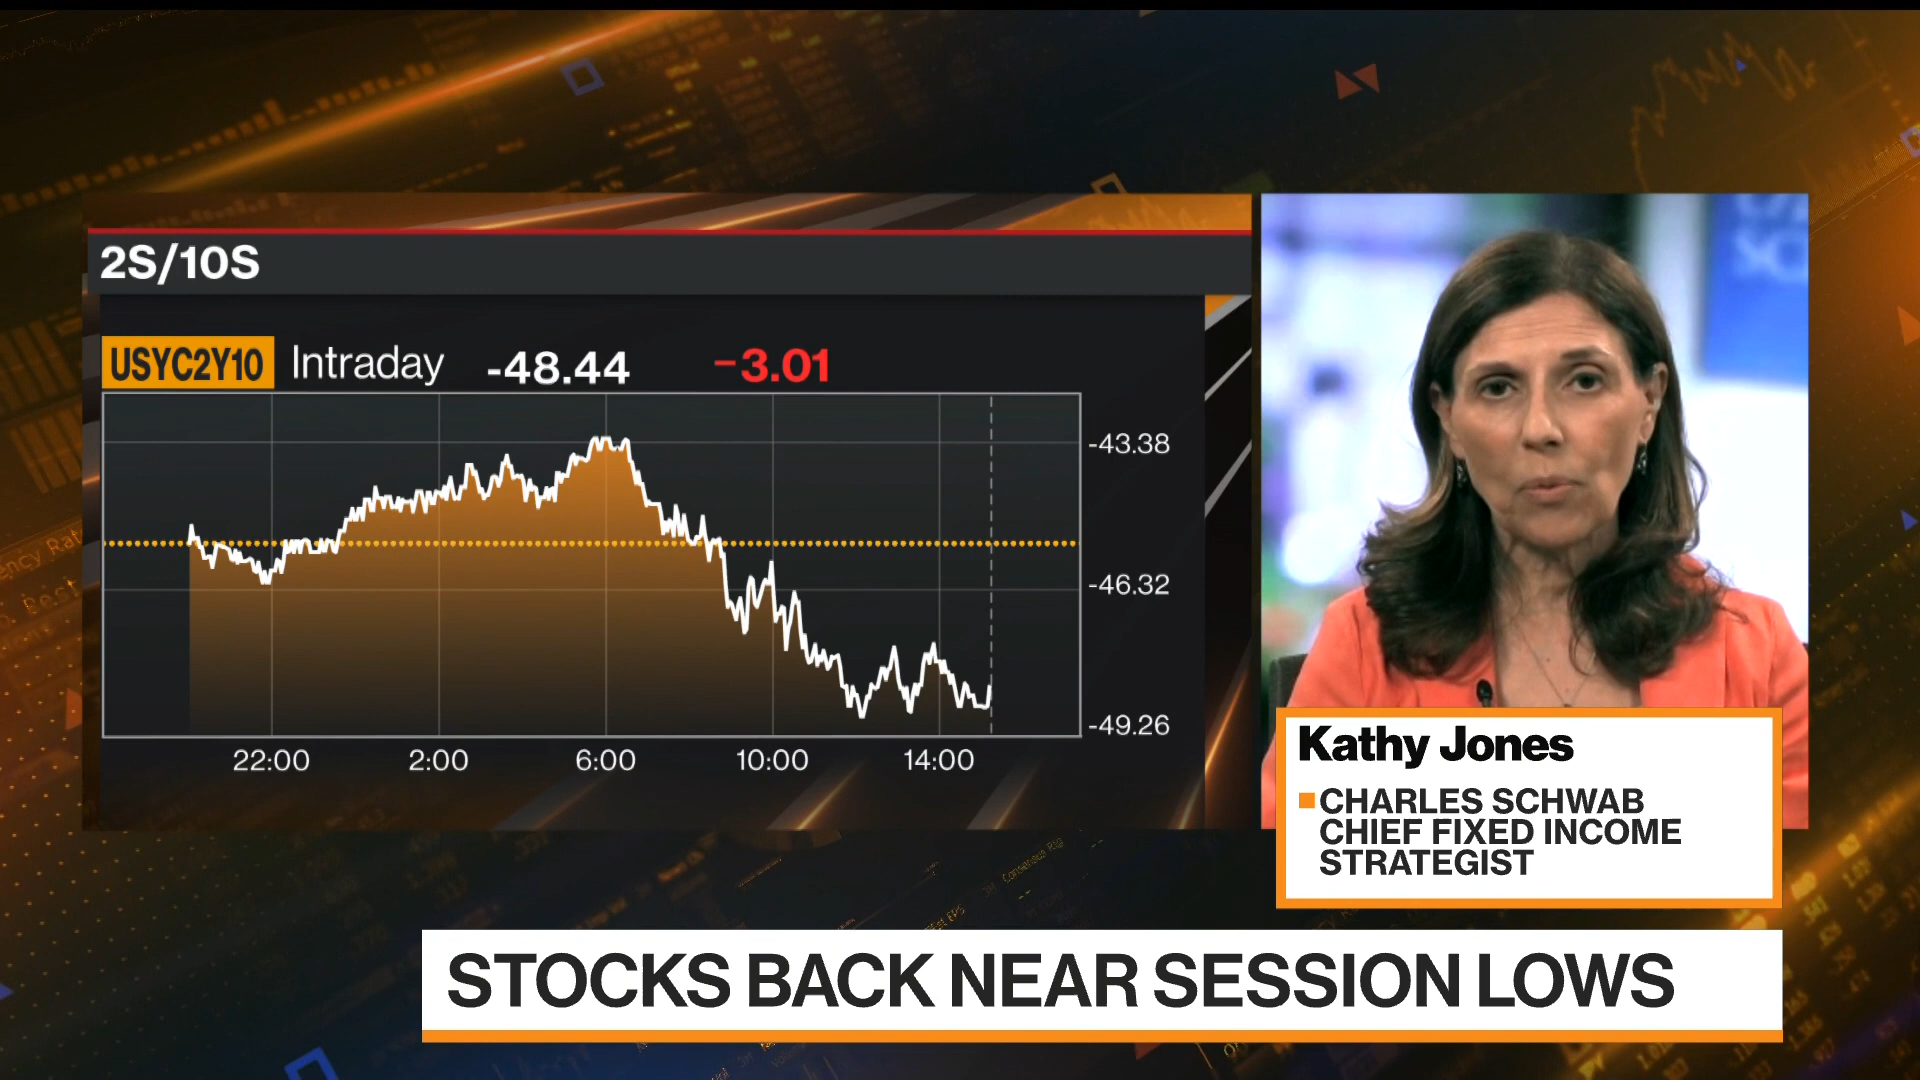 2S/10S
USYC2Y10 Intraday -48.44 -3.01
-43.38
-46.32
-49.26
22:00 2:00 6:00 10:00 14:00
Kathy Jones
CHARLES SCHWAB
CHIEF FIXED INCOME
STRATEGIST
STOCKS BACK NEAR SESSION LOWS